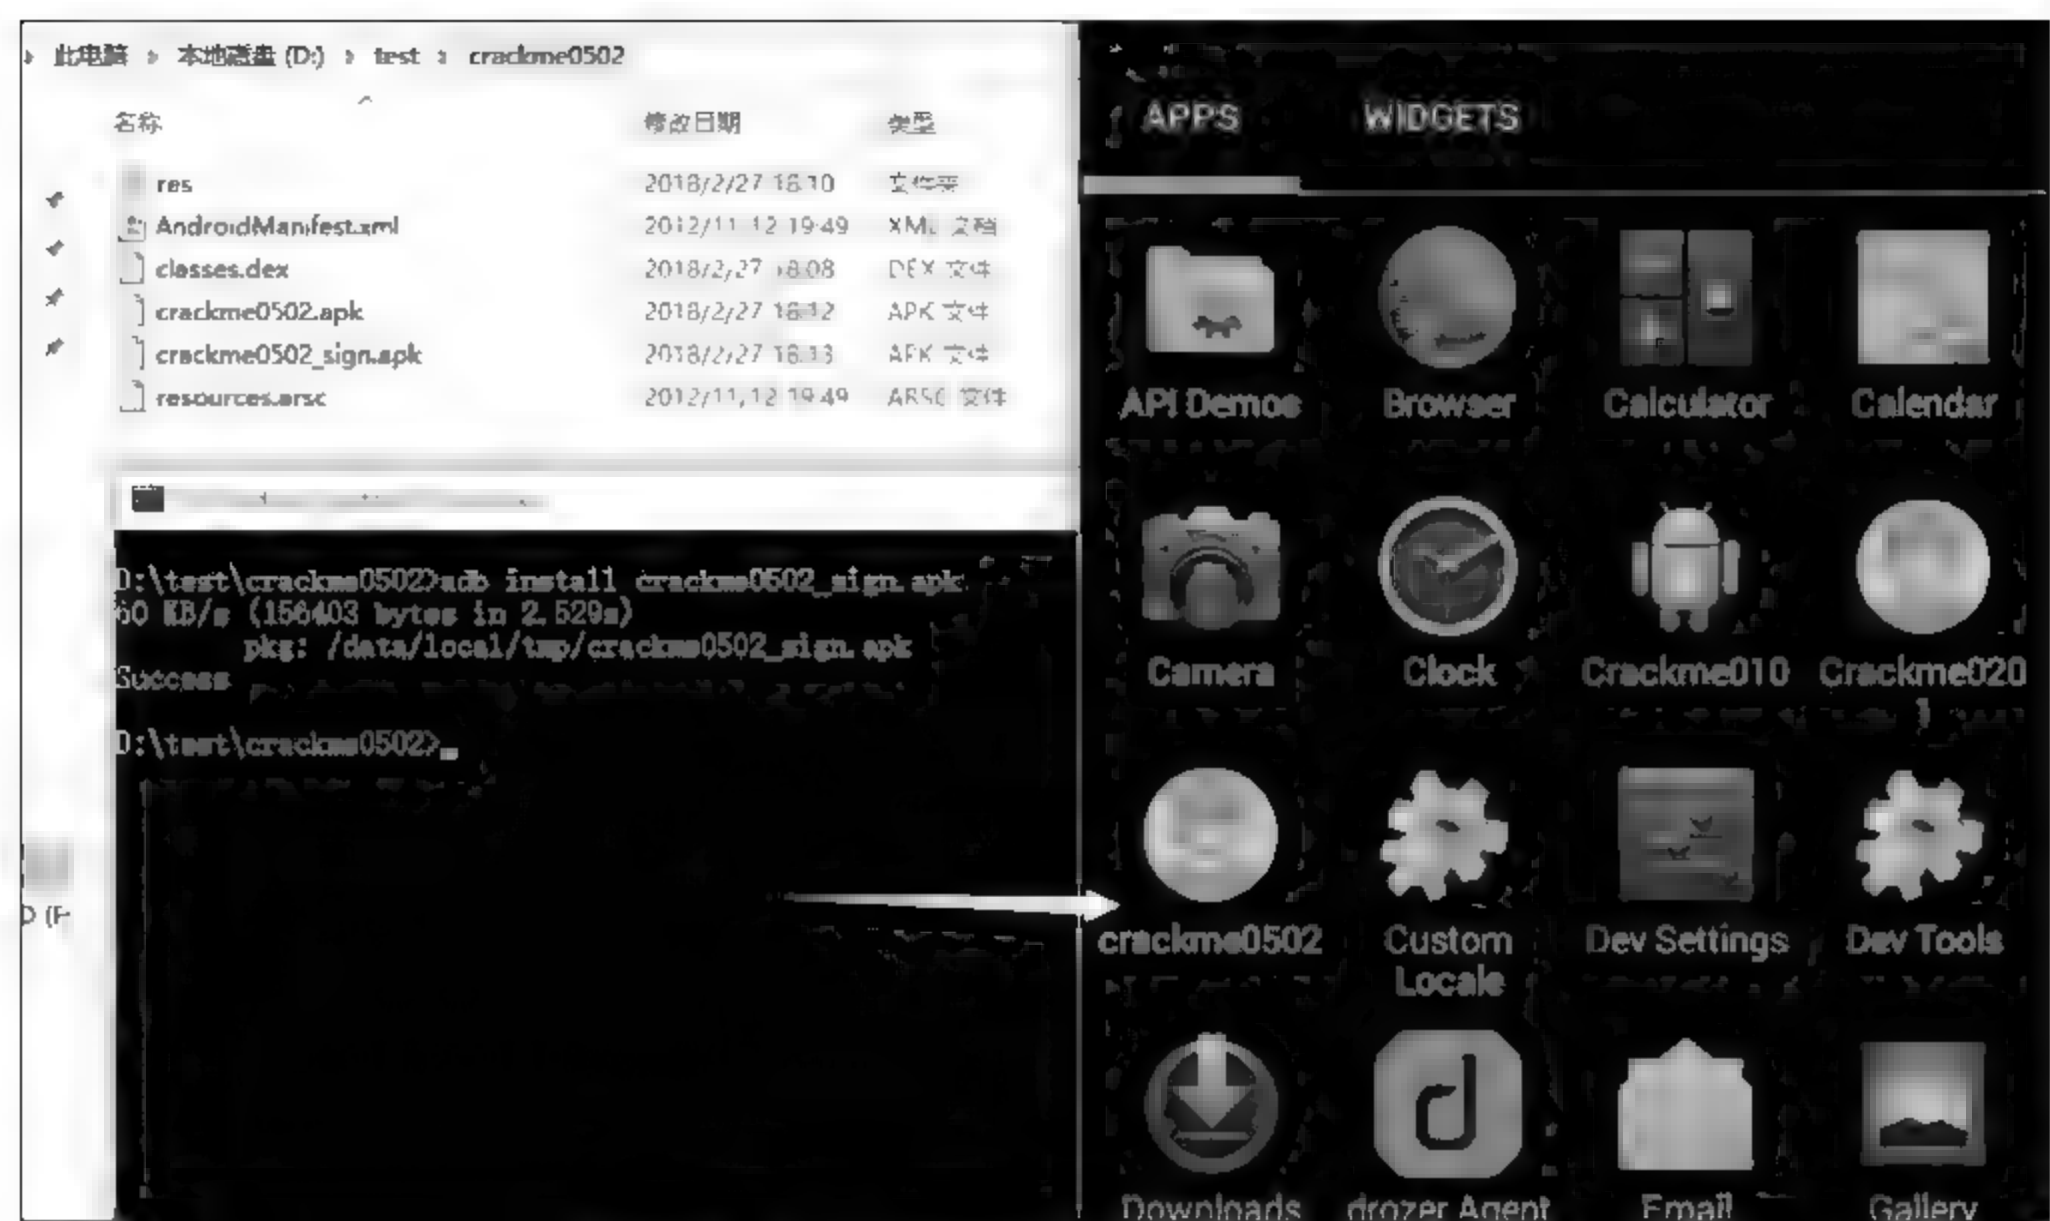 此电脑 > 本地磁盘 (D:) > test > crackme0502
名称 修改日期 类型
res 2018/2/27 18:10 文件夹
AndroidManifest.xml 2012/11/12 19:49 XML 文档
classes.dex 2018/2/27 18:08 DEX 文件
crackme0502.apk 2018/2/27 18:12 APK 文件
crackme0502_sign.apk 2018/2/27 18:13 APK 文件
resources.arsc 2012/11/12 19:49 ARSC 文件
D:\test\crackme0502>adb install crackme0502_sign.apk
60 KB/s (156403 bytes in 2.529s)
pkg: /data/local/tmp/crackme0502_sign.apk
Success
D:\test\crackme0502>
APPS WIDGETS
API Demos Browser Calculator Calendar
Camera Clock Crackme010 Crackme020
crackme0502 Custom Locale Dev Settings Dev Tools
Downloads drozer Agent Email Gallery